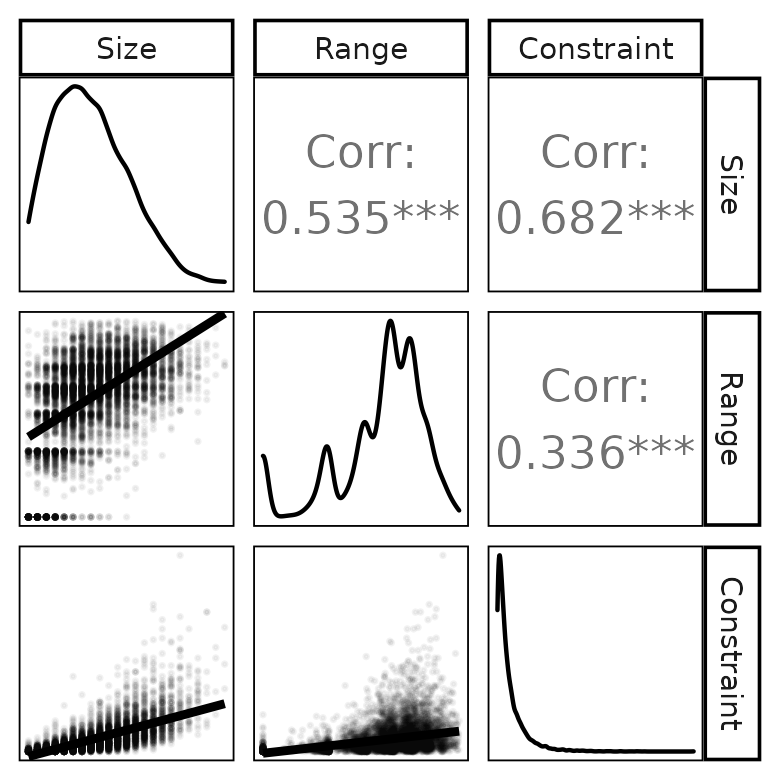 Size
Range
Constraint
Corr:
0.535***
Corr:
0.682***
Size
Corr:
0.336***
Range
Constraint